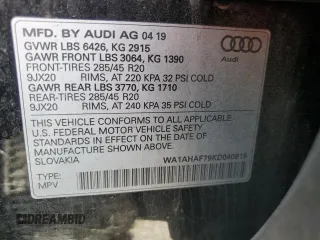 MFD. BY AUDI AG 04 19
GVWR LBS 6426, KG 2915
GAWR FRONT LBS 3064, KG 1390
FRONT-TIRES 285/45 R20
9JX20 RIMS, AT 220 KPA 32 PSI COLD
GAWR REAR LBS 3770, KG 1710
REAR-TIRES 285/45 R20
9JX20 RIMS, AT 240 KPA 35 PSI COLD
THIS VEHICLE CONFORMS TO ALL APPLICABLE
U.S. FEDERAL MOTOR VEHICLE SAFETY
STANDARDS IN EFFECT ON THE DATE OF
MANUFACTURE SHOWN ABOVE.
SLOVAKIA
TYPE:
MPV
DREAMBID